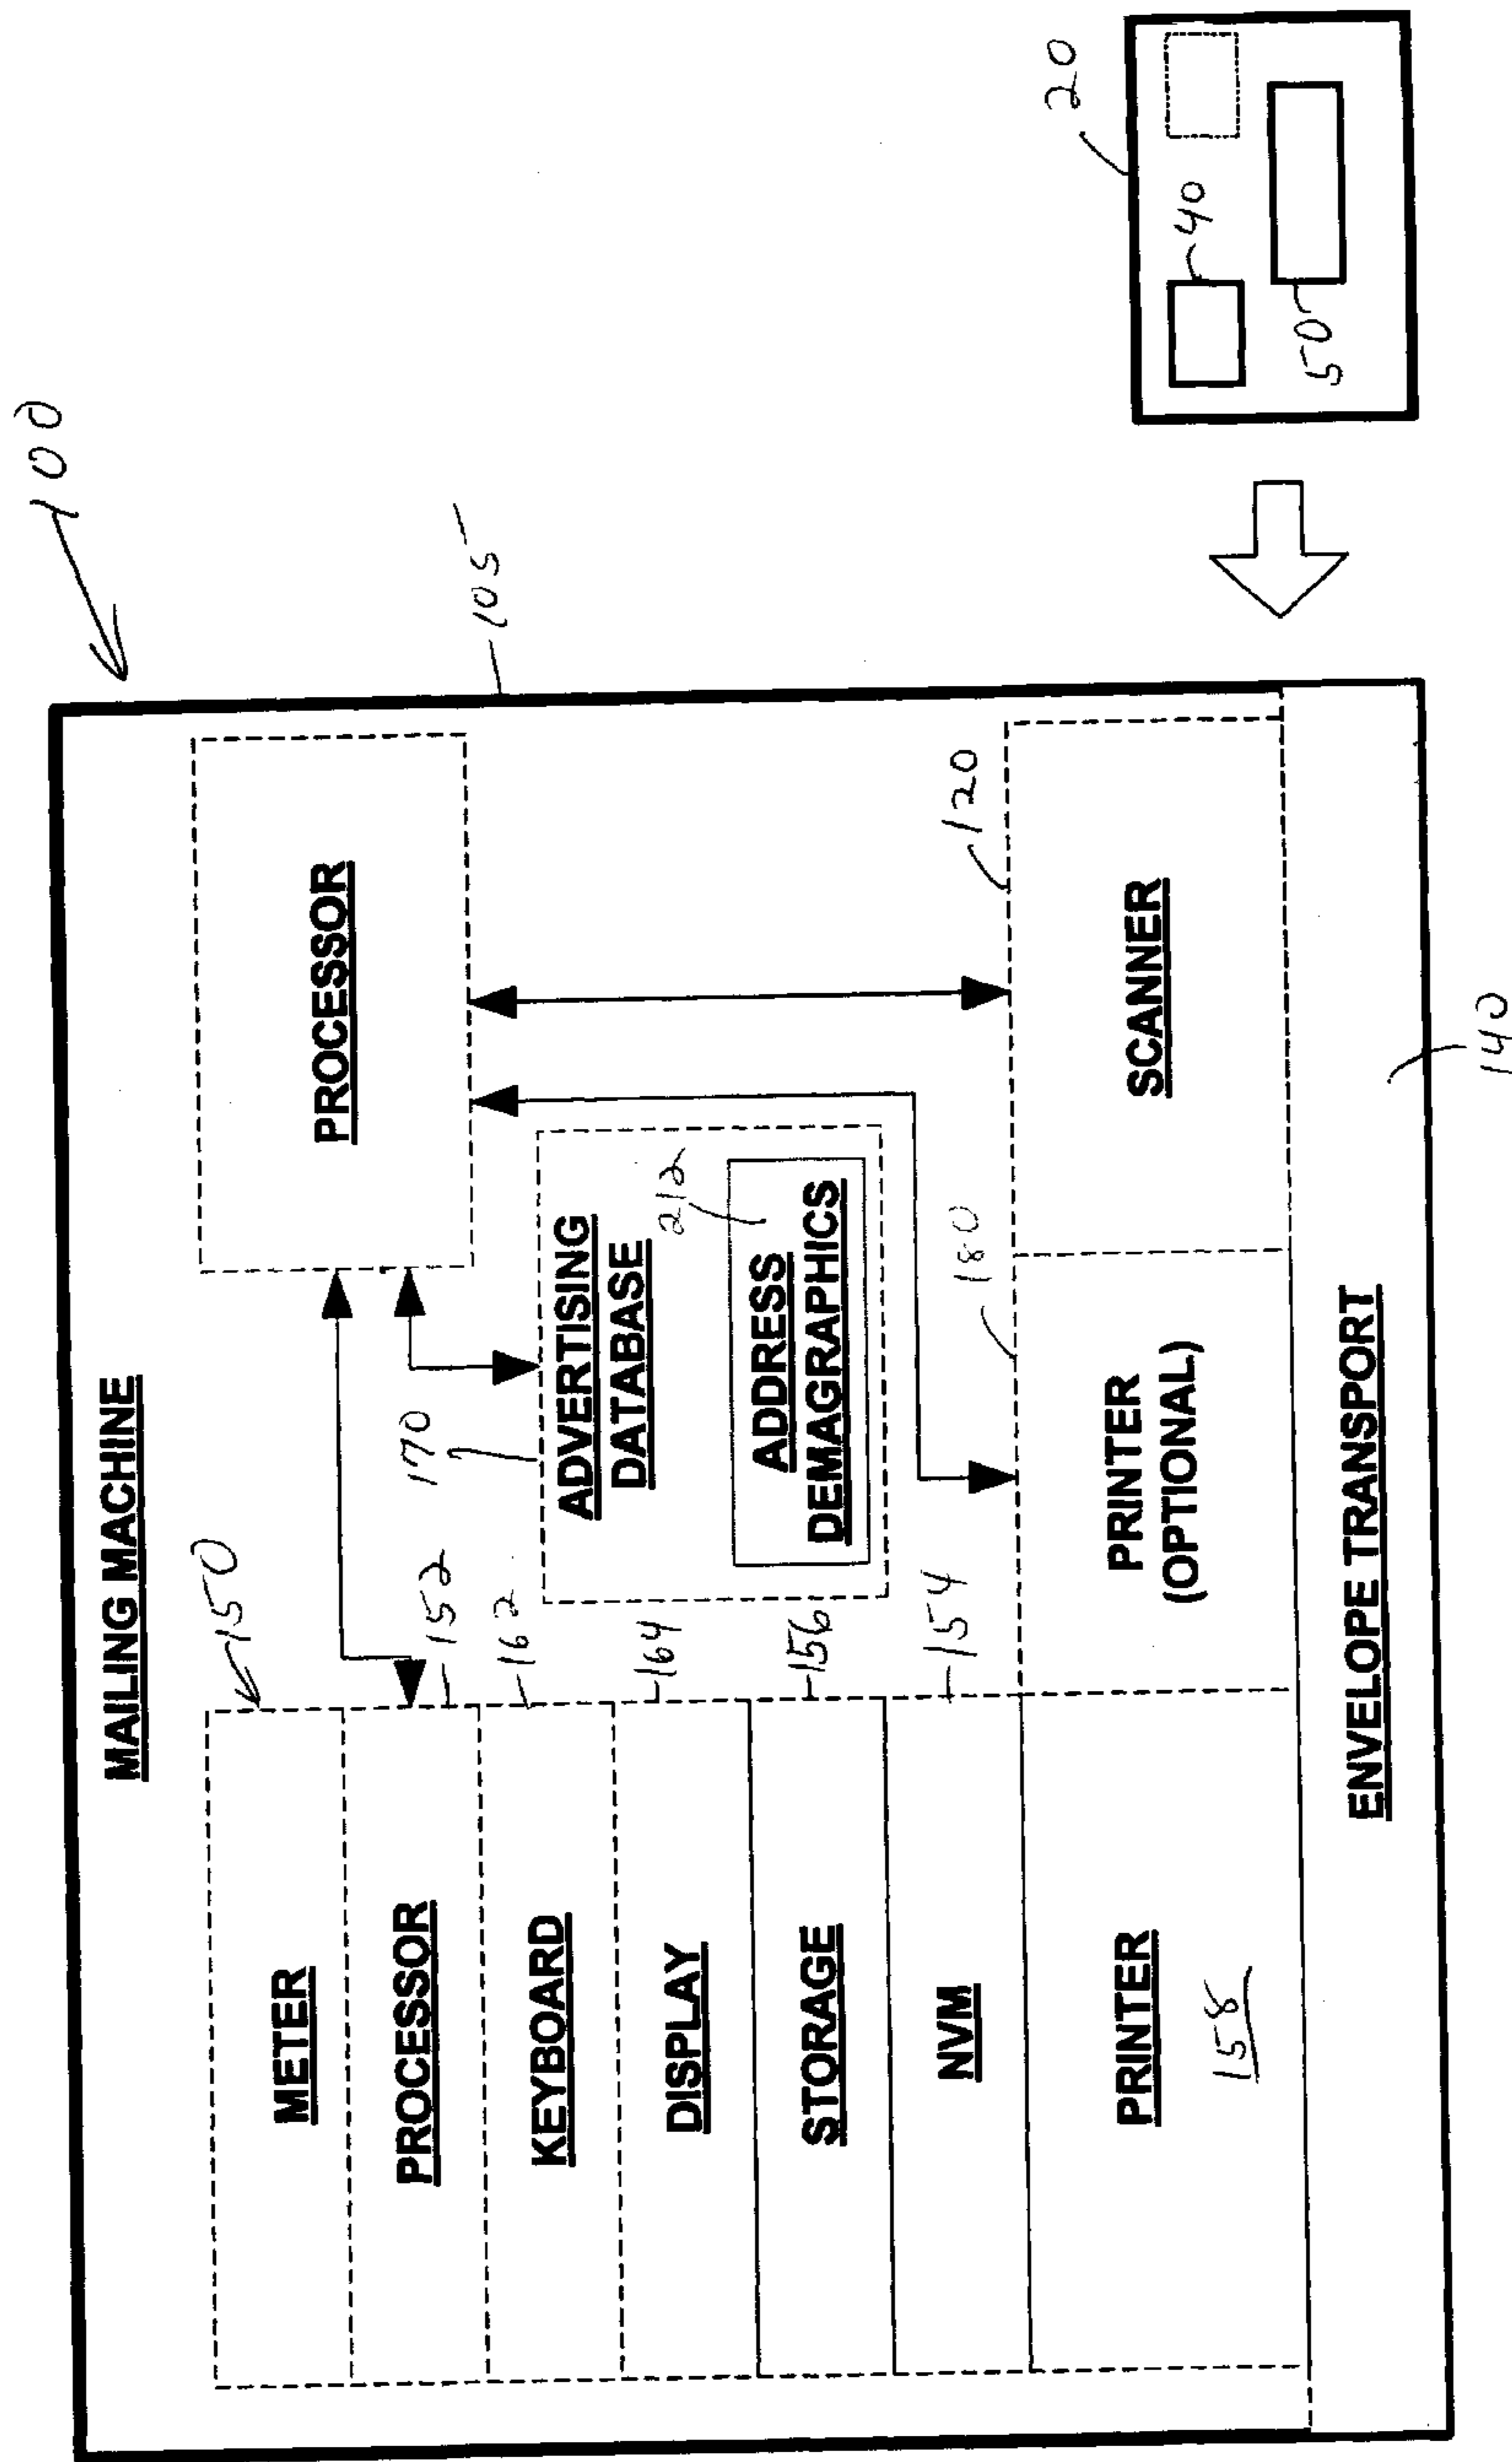 100
MAILING MACHINE
105
150
METER
PROCESSOR
152
KEYBOARD
162
DISPLAY
164
STORAGE
156
NVM
154
PRINTER
158
PROCESSOR
170
ADVERTISING
DATABASE
212
ADDRESS
DEMAGRAPHICS
180
PRINTER
(OPTIONAL)
120
SCANNER
ENVELOPE TRANSPORT
140
20
40
50